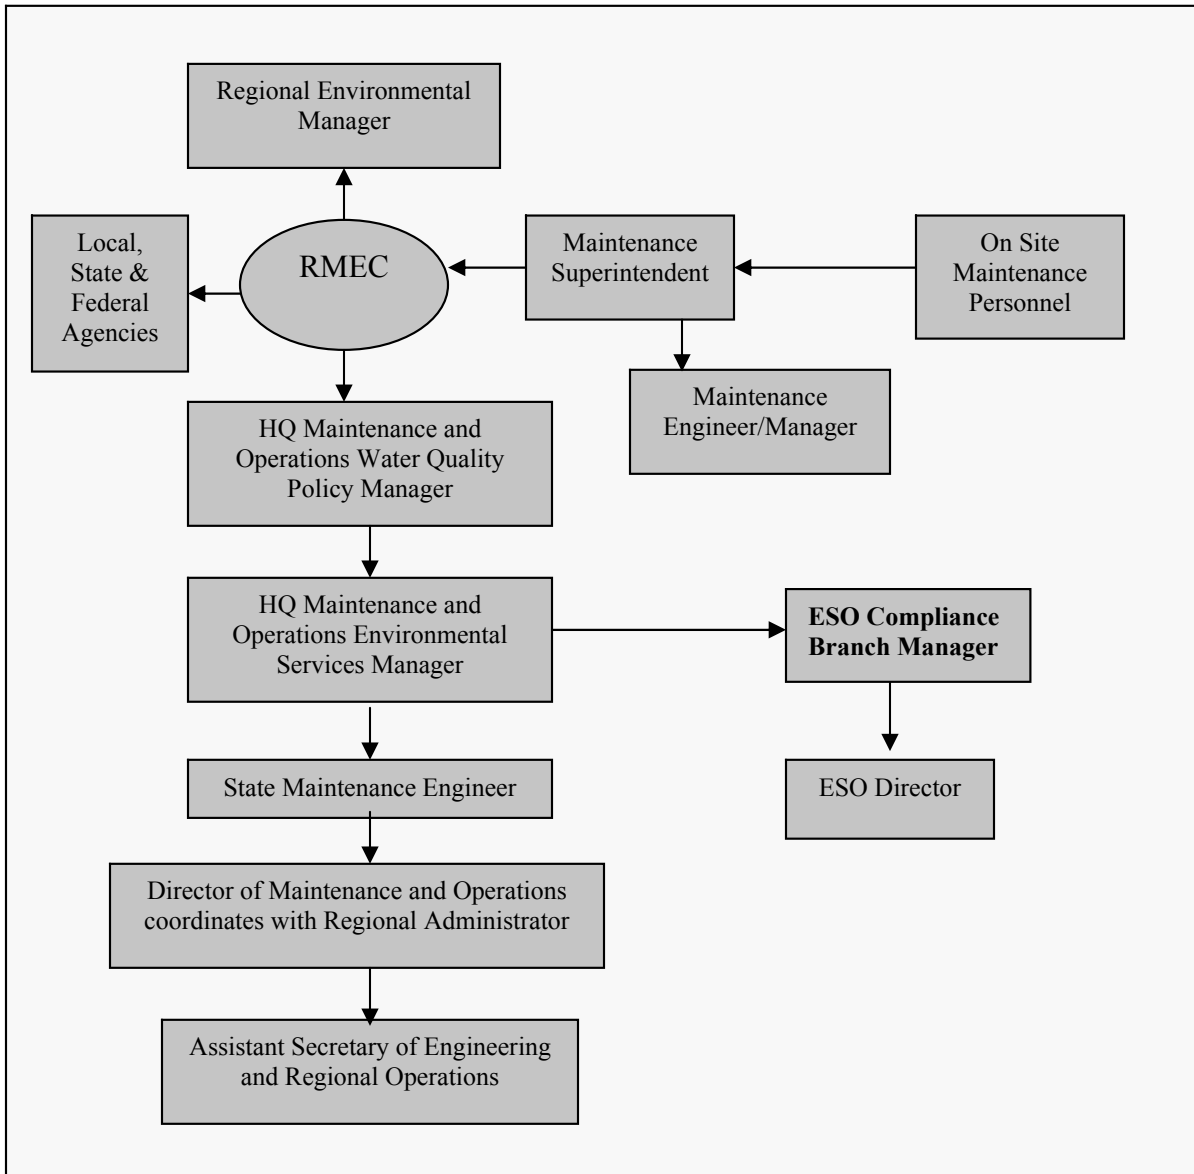 Regional Environmental
Manager
Local,
State &
Federal
Agencies
RMEC
Maintenance
Superintendent
On Site
Maintenance
Personnel
Maintenance
Engineer/Manager
HQ Maintenance and
Operations Water Quality
Policy Manager
HQ Maintenance and
Operations Environmental
Services Manager
ESO Compliance
Branch Manager
State Maintenance Engineer
ESO Director
Director of Maintenance and Operations
coordinates with Regional Administrator
Assistant Secretary of Engineering
and Regional Operations